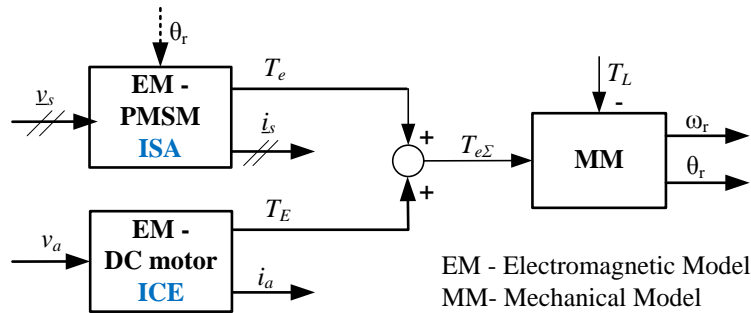 θr
EM -
PMSM
ISA
vs
Te
is
+
+
TeΣ
TL
-
MM
ωr
θr
EM -
DC motor
ICE
va
TE
ia
EM - Electromagnetic Model
MM- Mechanical Model